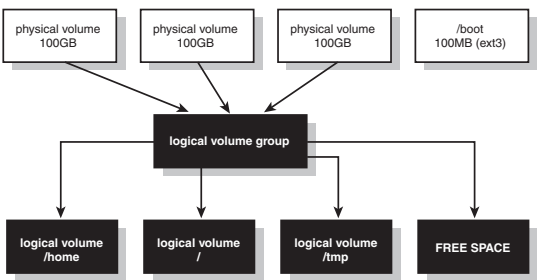 physical volume
100GB
physical volume
100GB
physical volume
100GB
/boot
100MB (ext3)
logical volume group
logical volume
/home
logical volume
/
logical volume
/tmp
FREE SPACE